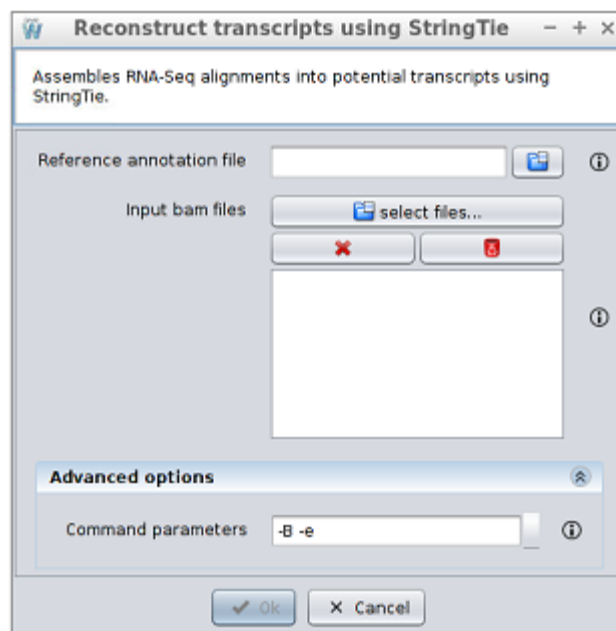 Reconstruct transcripts using StringTie
Assembles RNA-Seq alignments into potential transcripts using
StringTie.
Reference annotation file
Input bam files
select files...
Advanced options
Command parameters
-B -e
Ok
Cancel